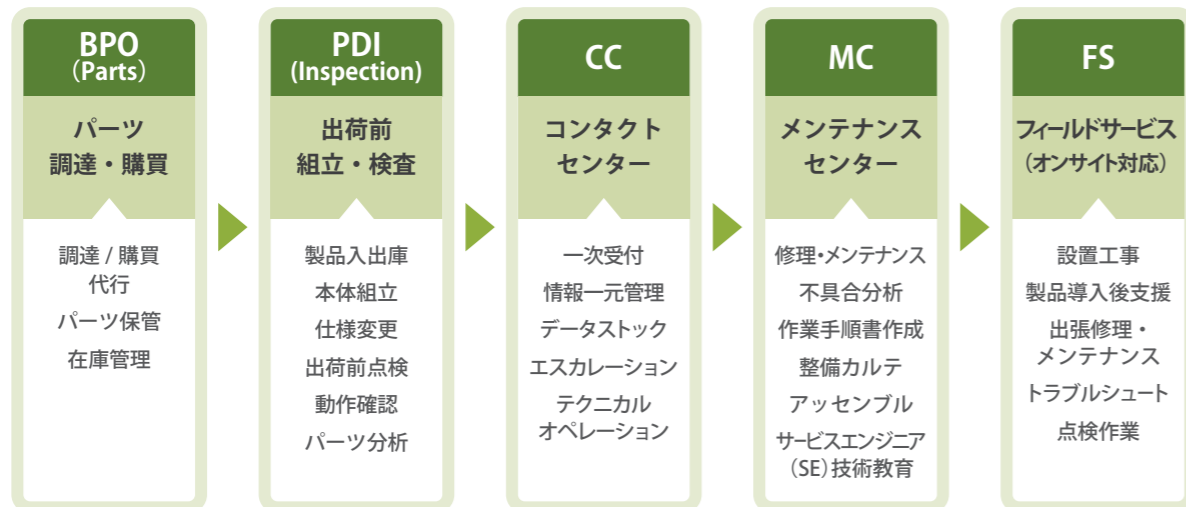 BPO
（Parts）
パーツ
調達・購買
調達 / 購買
代行
パーツ保管
在庫管理
PDI
(Inspection)
出荷前
組立・検査
製品入出庫
本体組立
仕様変更
出荷前点検
動作確認
パーツ分析
CC
コンタクト
センター
一次受付
情報一元管理
データストック
エスカレーション
テクニカル
オペレーション
MC
メンテナンス
センター
修理・メンテナンス
不具合分析
作業手順書作成
整備カルテ
アッセンブル
サービスエンジニア
（SE）技術教育
FS
フィールドサービス
（オンサイト対応）
設置工事
製品導入後支援
出張修理・
メンテナンス
トラブルシュート
点検作業